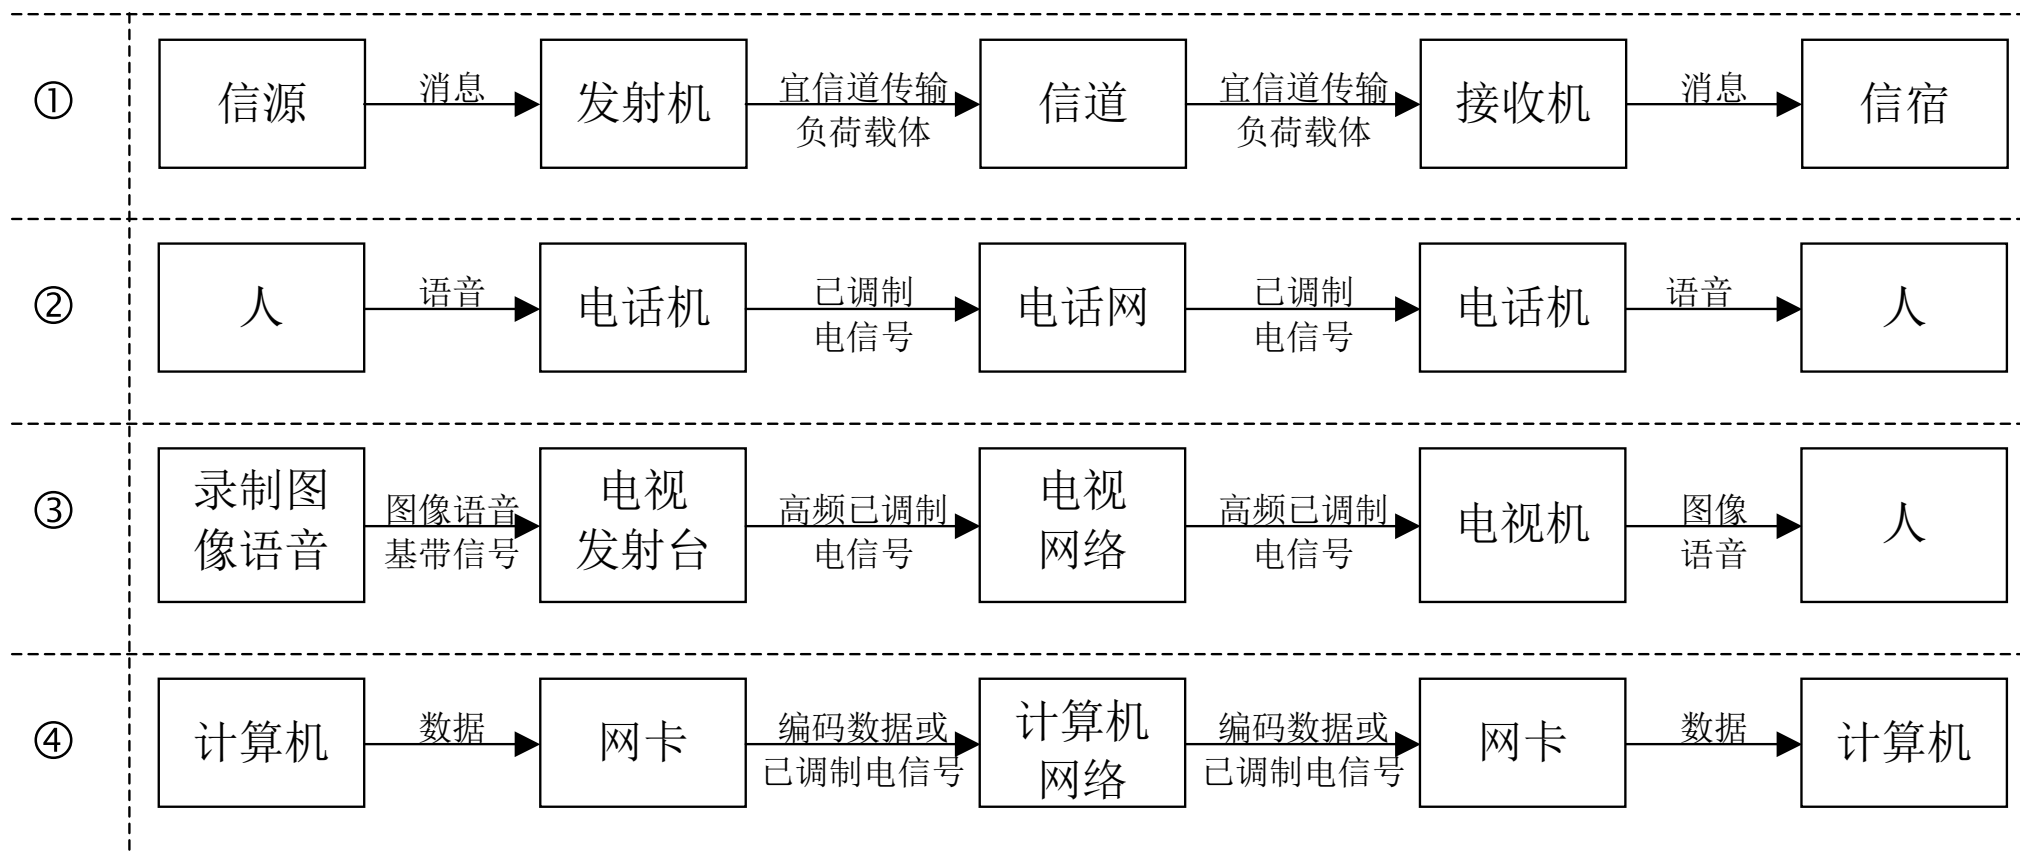 ①
信源
消息
发射机
宜信道传输
负荷载体
信道
宜信道传输
负荷载体
接收机
消息
信宿
②
人
语音
电话机
已调制
电信号
电话网
已调制
电信号
电话机
语音
人
③
录制图
像语音
图像语音
基带信号
电视
发射台
高频已调制
电信号
电视
网络
高频已调制
电信号
电视机
图像
语音
人
④
计算机
数据
网卡
编码数据或
已调制电信号
计算机
网络
编码数据或
已调制电信号
网卡
数据
计算机